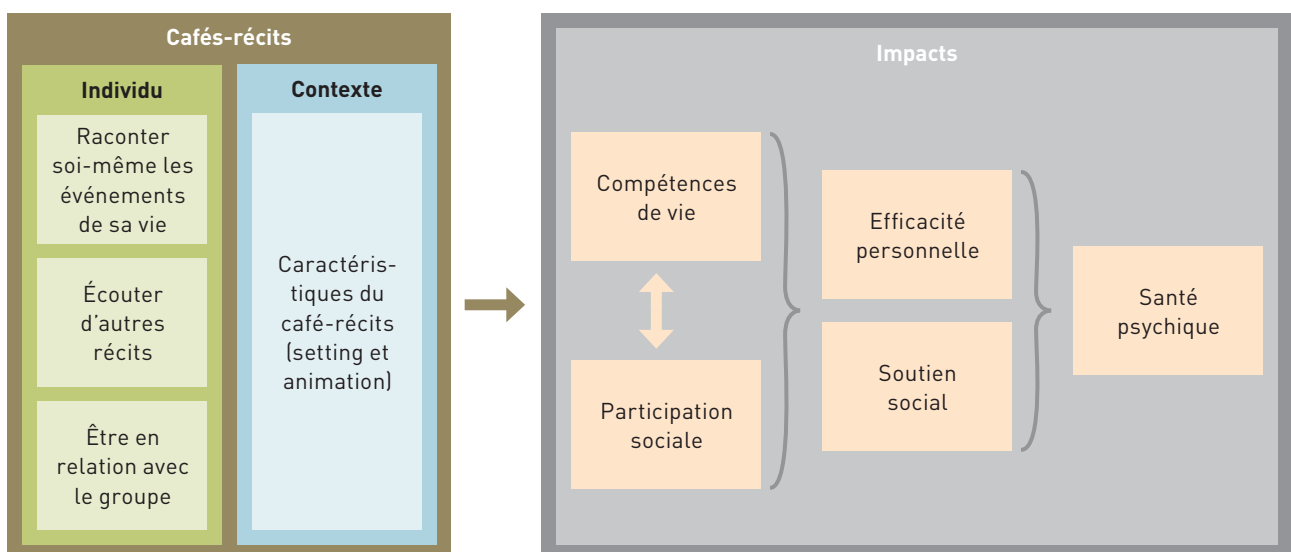 Cafés-récits
Individu
Raconter
soi-même les
événements
de sa vie
Écouter
d’autres
récits
Être en
relation avec
le groupe
Contexte
Caractéris-
tiques du
café-récits
(setting et
animation)
Impacts
Compétences
de vie
Participation
sociale
Efficacité
personnelle
Soutien
social
Santé
psychique